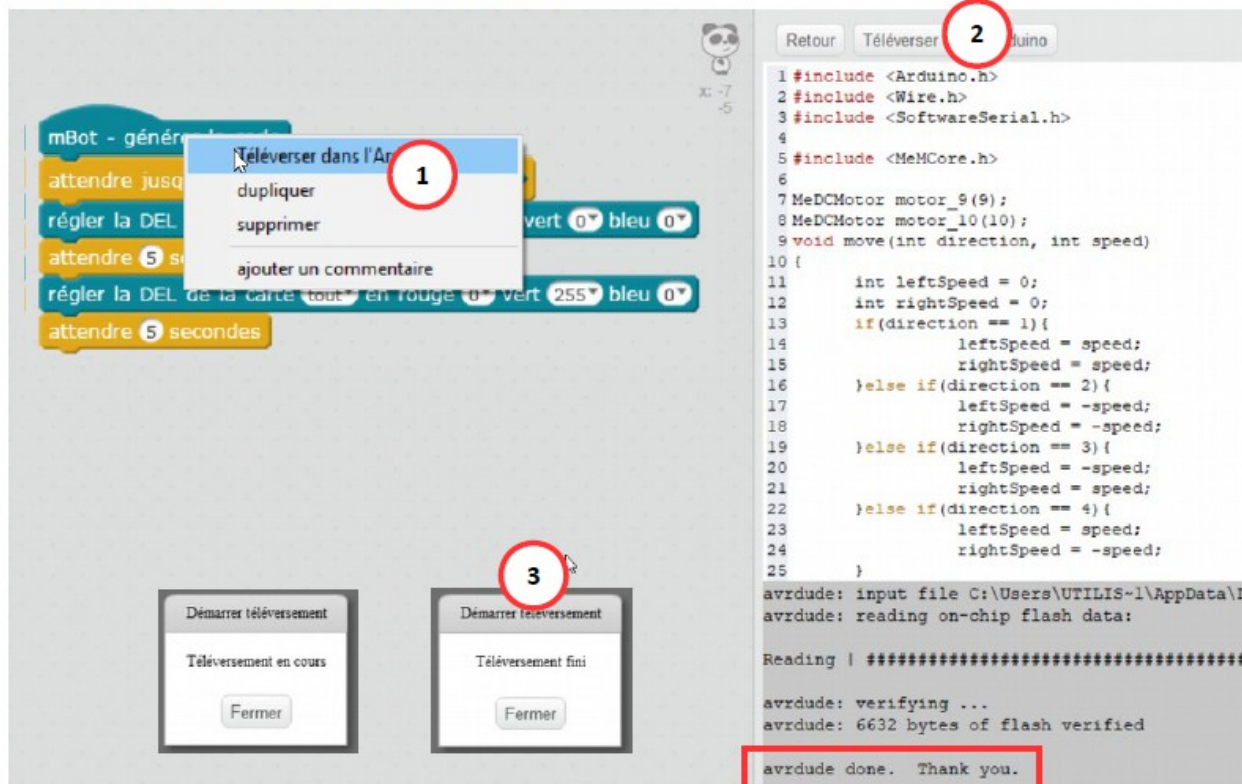 x: -7
-5
mBot - génére
attendre jusq
régler la DEL vert 0 bleu 0
attendre 5
régler la DEL de la carte tout en rouge 0 vert 255 bleu 0
attendre 5 secondes
Téléverser dans l'Ar
dupliquer
supprimer
ajouter un commentaire
1
Démarrer téléversement
Téléversement en cours
Fermer
3
Démarrer téléversement
Téléversement fini
Fermer
Retour Téléverser 2 duino
1 #include <Arduino.h>
2 #include <Wire.h>
3 #include <SoftwareSerial.h>
4
5 #include <MeMCore.h>
6
7 MeDCMotor motor_9(9);
8 MeDCMotor motor_10(10);
9 void move(int direction, int speed)
10 {
11 int leftSpeed = 0;
12 int rightSpeed = 0;
13 if(direction == 1){
14 leftSpeed = speed;
15 rightSpeed = speed;
16 }else if(direction == 2){
17 leftSpeed = -speed;
18 rightSpeed = -speed;
19 }else if(direction == 3){
20 leftSpeed = -speed;
21 rightSpeed = speed;
22 }else if(direction == 4){
23 leftSpeed = speed;
24 rightSpeed = -speed;
25 }
avrdude: input file C:\Users\UTILIS~1\AppData\
avrdude: reading on-chip flash data:
Reading | #####################################
avrdude: verifying ...
avrdude: 6632 bytes of flash verified
avrdude done. Thank you.